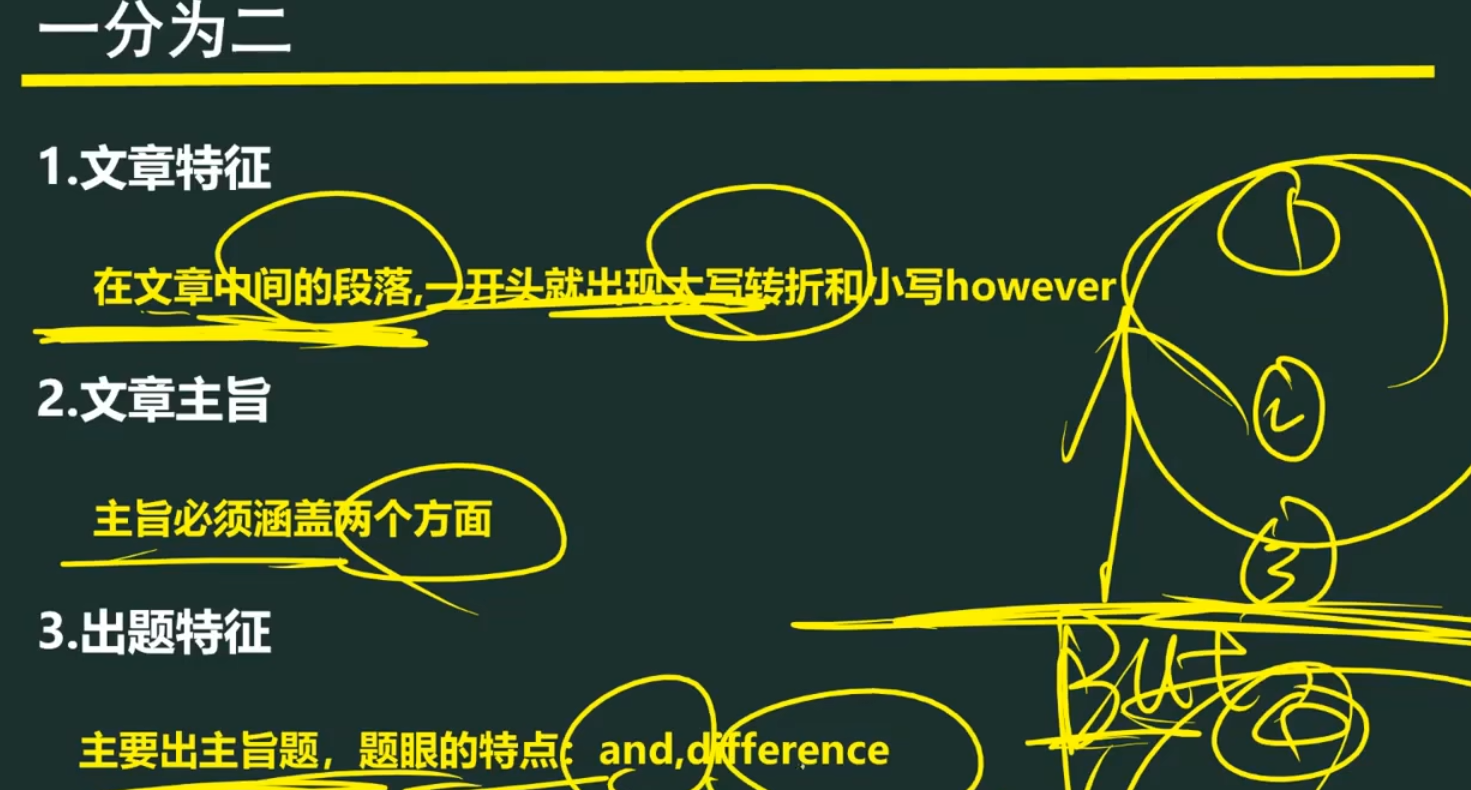 一分为二
1.文章特征
①
在文章中间的段落,一开头就出现大写转折和小写however
2.文章主旨
②
主旨必须涵盖两个方面
③
3.出题特征
But
主要出主旨题，题眼的特点：and,difference